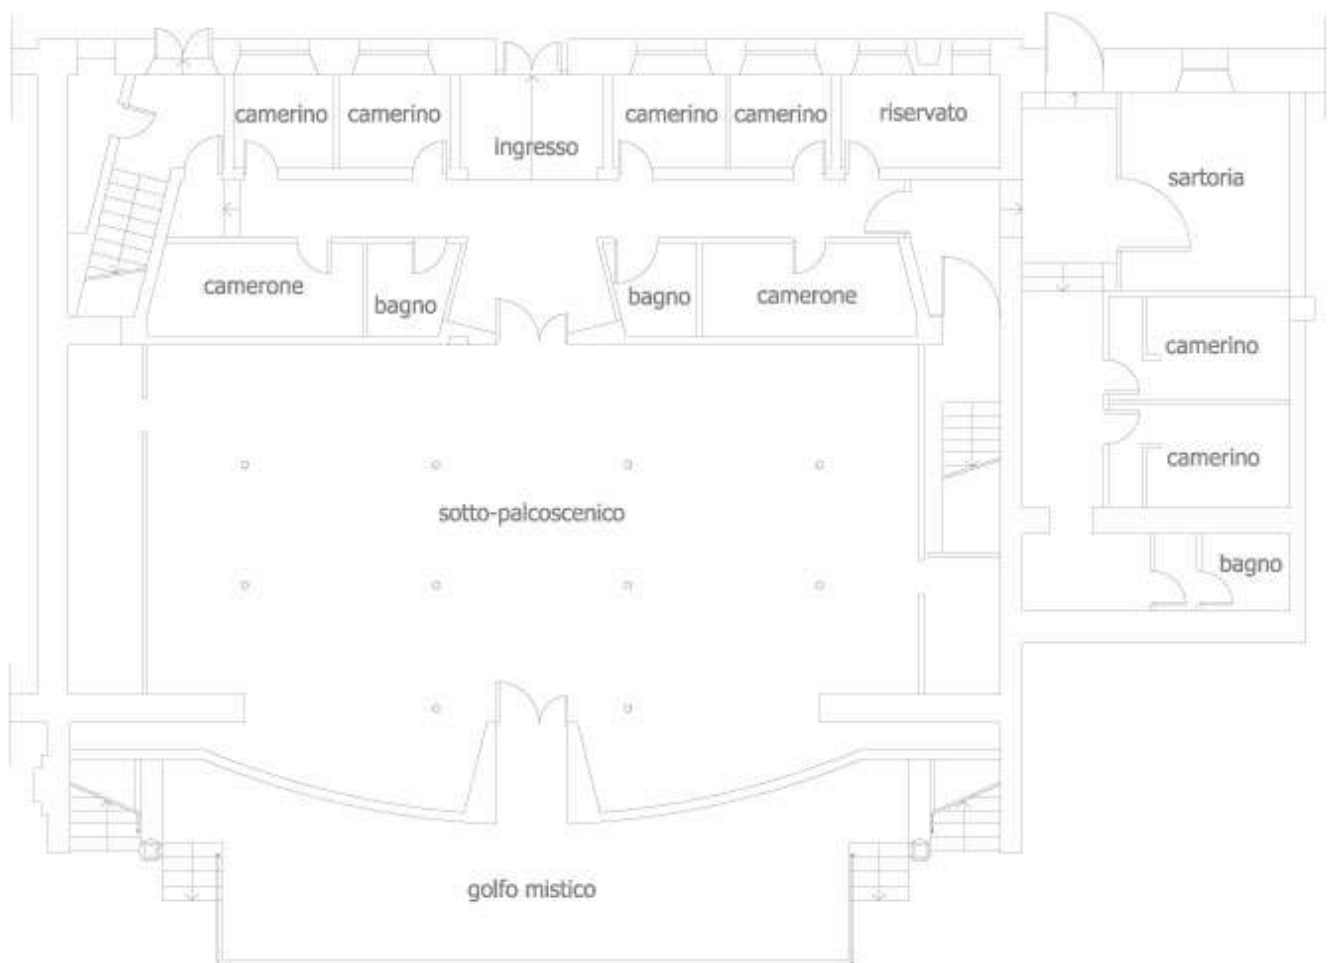 camerino
camerino
camerino
camerino
riservato
ingresso
sartoria
camerone
bagno
bagno
camerone
camerino
camerino
sotto-palcoscenico
bagno
golfo mistico